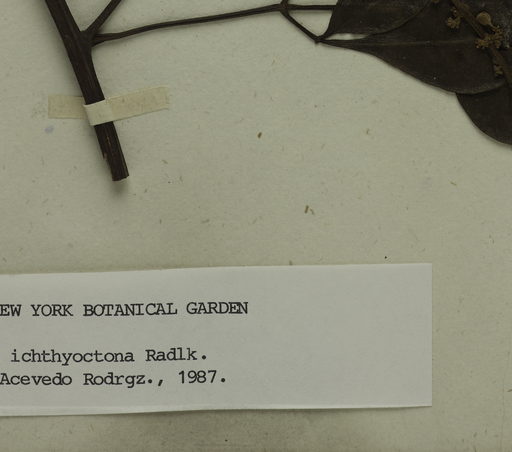 EW YORK BOTANICAL GARDEN
ichthyoctona Radlk.
Acevedo Rodrgz., 1987.